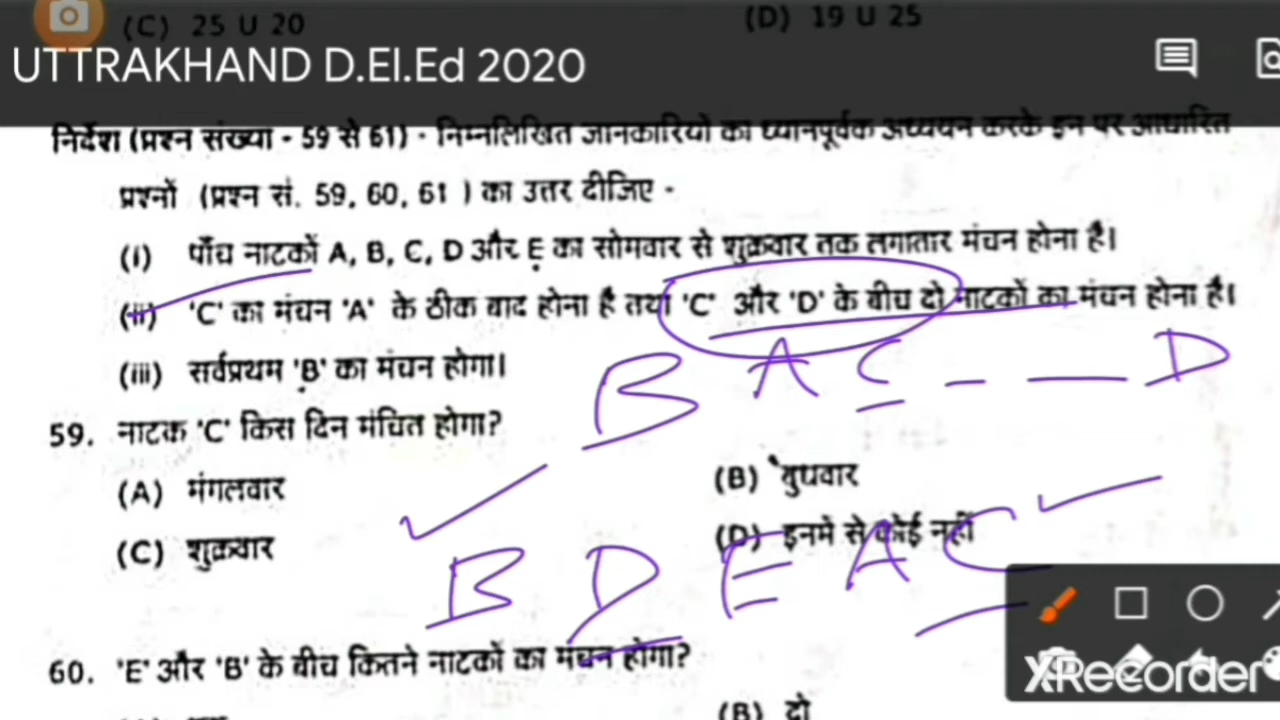 (C) 25 U 20 (D) 19 U 25
UTTRAKHAND D.El.Ed 2020
निर्देश (प्रश्न संख्या - 59 से 61) - निम्नलिखित जानकारियों का ध्यानपूर्वक अध्ययन करके इन पर आधारित
प्रश्नों (प्रश्न सं. 59, 60, 61 ) का उत्तर दीजिए -
(i) पाँच नाटकों A, B, C, D और E का सोमवार से शुक्रवार तक लगातार मंचन होना है।
(ii) 'C' का मंचन 'A' के ठीक बाद होना है तथा 'C' और 'D' के बीच दो नाटकों का मंचन होना है।
(iii) सर्वप्रथम 'B' का मंचन होगा।
B A C _ _ D
59. नाटक 'C' किस दिन मंचित होगा?
(A) मंगलवार (B) बुधवार
(C) शुक्रवार (D) इनमें से कोई नहीं
B D E A C
60. 'E' और 'B' के बीच कितने नाटकों का मंचन होगा?
(B) दो
XRecorder